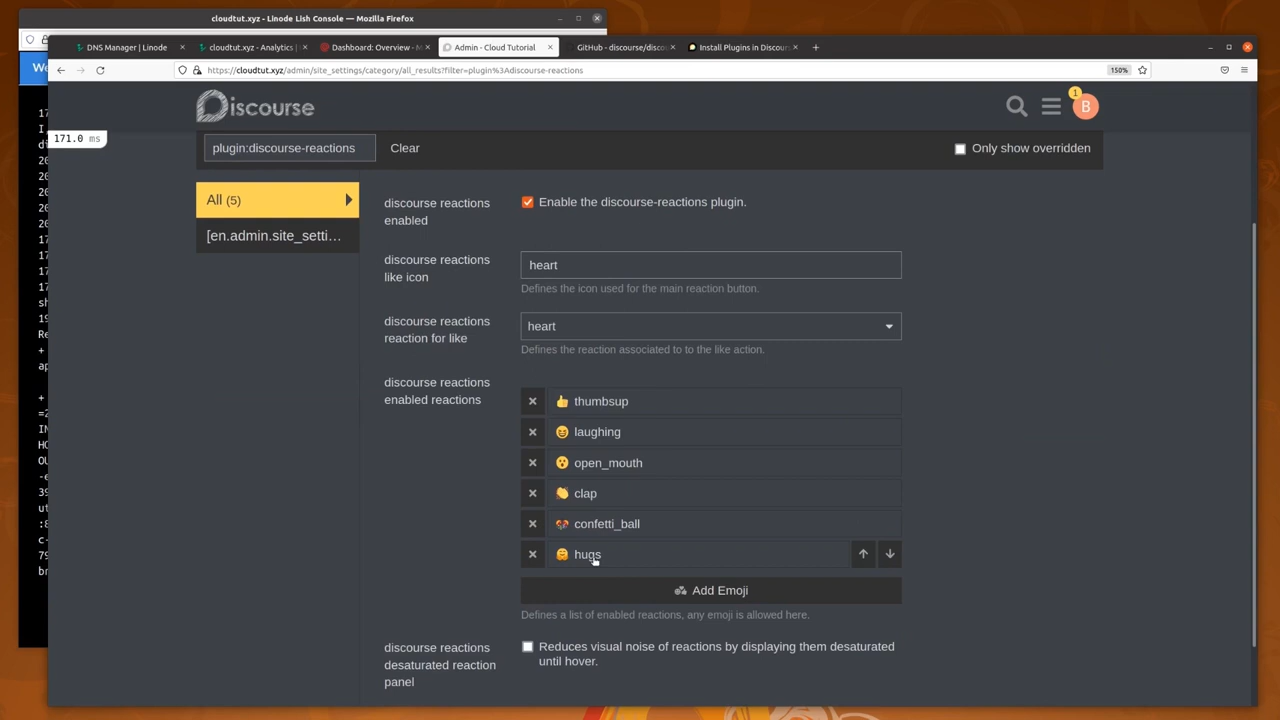 cloudtut.xyz - Linode Lish Console — Mozilla Firefox
DNS Manager | Linode
cloudtut.xyz - Analytics |
Dashboard: Overview - M
Admin - Cloud Tutorial
GitHub - discourse/disco
Install Plugins in Discour
https://cloudtut.xyz/admin/site_settings/category/all_results?filter=plugin%3Adiscourse-reactions
150%
We
Discourse
1
B
171.0 ms
plugin:discourse-reactions
Clear
Only show overridden
All (5)
[en.admin.site_setti…
discourse reactions
enabled
Enable the discourse-reactions plugin.
discourse reactions
like icon
heart
Defines the icon used for the main reaction button.
discourse reactions
reaction for like
heart
Defines the reaction associated to to the like action.
discourse reactions
enabled reactions
thumbsup
laughing
open_mouth
clap
confetti_ball
hugs
Add Emoji
Defines a list of enabled reactions, any emoji is allowed here.
discourse reactions
desaturated reaction
panel
Reduces visual noise of reactions by displaying them desaturated
until hover.